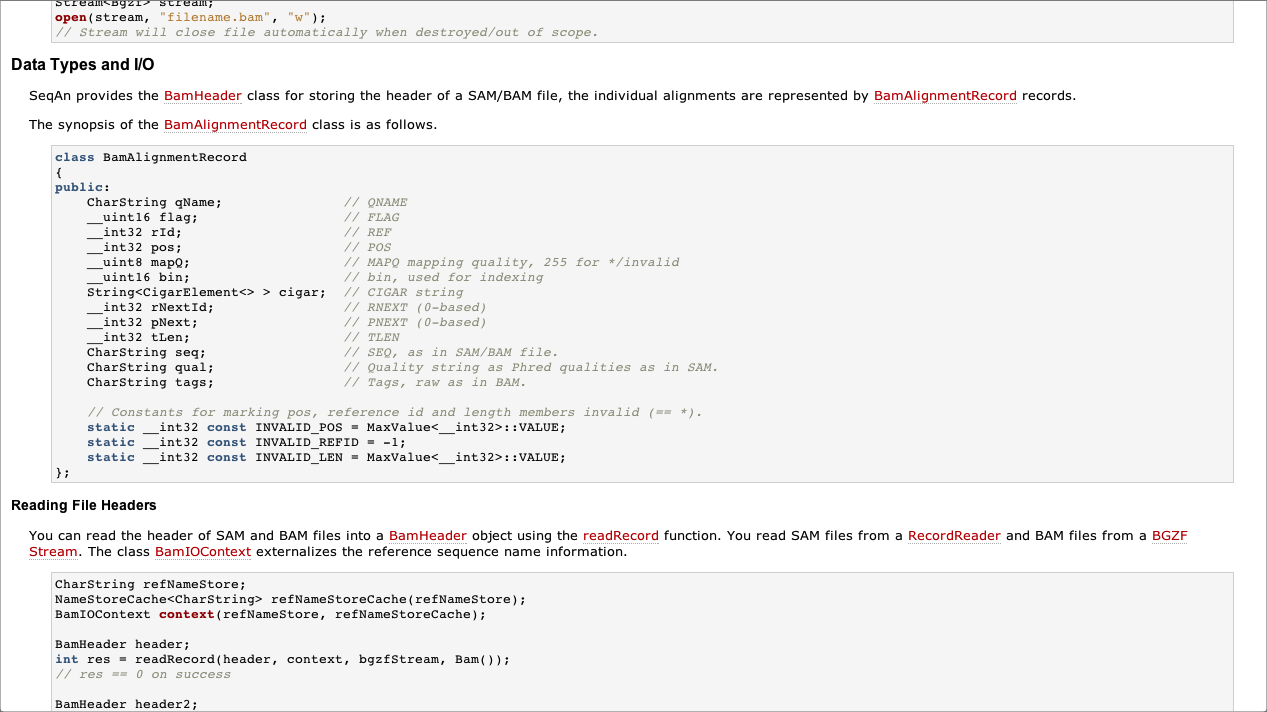 Stream<Bgzf> stream;
open(stream, "filename.bam", "w");
// Stream will close file automatically when destroyed/out of scope.
Data Types and I/O
SeqAn provides the BamHeader class for storing the header of a SAM/BAM file, the individual alignments are represented by BamAlignmentRecord records.
The synopsis of the BamAlignmentRecord class is as follows.
class BamAlignmentRecord
{
public:
    CharString qName;               // QNAME
    __uint16 flag;                  // FLAG
    __int32 rId;                    // REF
    __int32 pos;                    // POS
    __uint8 mapQ;                   // MAPQ mapping quality, 255 for */invalid
    __uint16 bin;                   // bin, used for indexing
    String<CigarElement<> > cigar;  // CIGAR string
    __int32 rNextId;                // RNEXT (0-based)
    __int32 pNext;                  // PNEXT (0-based)
    __int32 tLen;                   // TLEN
    CharString seq;                 // SEQ, as in SAM/BAM file.
    CharString qual;                // Quality string as Phred qualities as in SAM.
    CharString tags;                // Tags, raw as in BAM.
    // Constants for marking pos, reference id and length members invalid (== *).
    static __int32 const INVALID_POS = MaxValue<__int32>::VALUE;
    static __int32 const INVALID_REFID = -1;
    static __int32 const INVALID_LEN = MaxValue<__int32>::VALUE;
};
Reading File Headers
You can read the header of SAM and BAM files into a BamHeader object using the readRecord function. You read SAM files from a RecordReader and BAM files from a BGZF
Stream. The class BamIOContext externalizes the reference sequence name information.
CharString refNameStore;
NameStoreCache<CharString> refNameStoreCache(refNameStore);
BamIOContext context(refNameStore, refNameStoreCache);
BamHeader header;
int res = readRecord(header, context, bgzfStream, Bam());
// res == 0 on success
BamHeader header2;